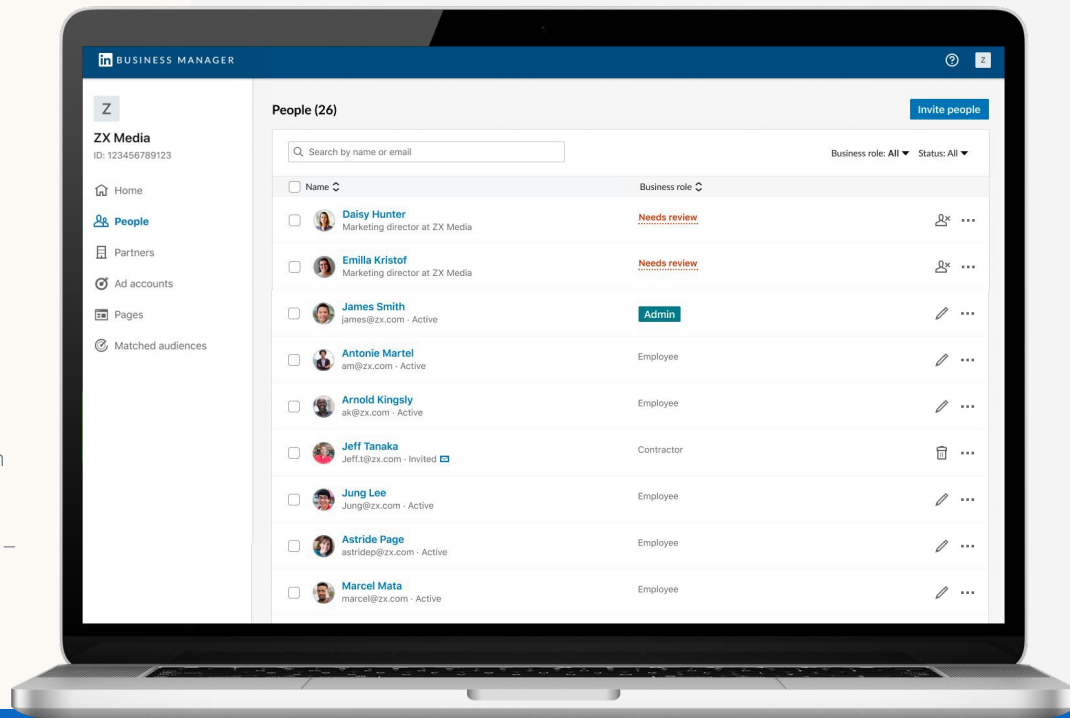 in BUSINESS MANAGER
Z
Z
ZX Media
ID: 123456789123
Home
People
Partners
Ad accounts
Pages
Matched audiences
People (26)
Invite people
Search by name or email
Business role: All Status: All
Name Business role
Daisy Hunter
Marketing director at ZX Media
Needs review
Emilla Kristof
Marketing director at ZX Media
Needs review
James Smith
james@zx.com · Active
Admin
Antonie Martel
am@zx.com · Active
Employee
Arnold Kingsly
ak@zx.com · Active
Employee
Jeff Tanaka
Jeff.t@zx.com · Invited
Contractor
Jung Lee
Jung@zx.com · Active
Employee
Astride Page
astridep@zx.com · Active
Employee
Marcel Mata
marcel@zx.com · Active
Employee